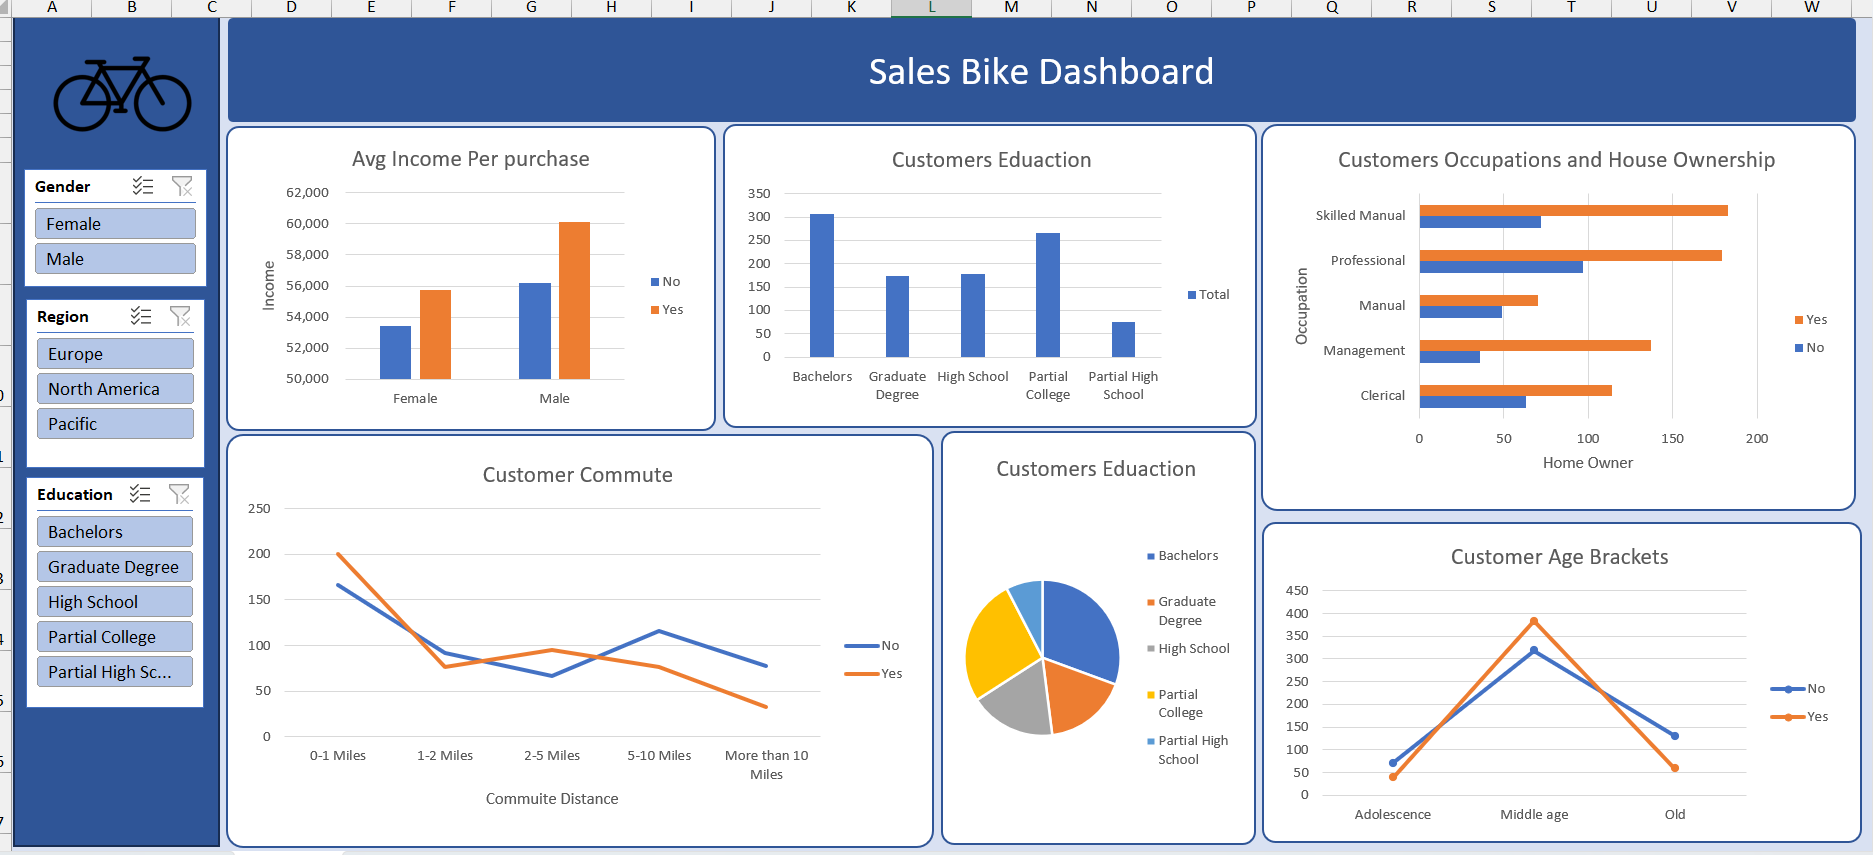 A B C D E F G H I J K L M N O P Q R S T U V W
Sales Bike Dashboard
Gender
Female
Male
Region
Europe
North America
Pacific
Education
Bachelors
Graduate Degree
High School
Partial College
Partial High Sc...
Avg Income Per purchase
62,000
60,000
58,000
56,000
54,000
52,000
50,000
Income
Female Male
No
Yes
Customers Eduaction
350
300
250
200
150
100
50
0
Bachelors Graduate High School Partial Partial High
Degree College School
Total
Customers Occupations and House Ownership
Occupation
Skilled Manual
Professional
Manual
Management
Clerical
0 50 100 150 200
Home Owner
Yes
No
Customer Commute
250
200
150
100
50
0
0-1 Miles 1-2 Miles 2-5 Miles 5-10 Miles More than 10
Miles
Commuite Distance
No
Yes
Customers Eduaction
Bachelors
Graduate
Degree
High School
Partial
College
Partial High
School
Customer Age Brackets
450
400
350
300
250
200
150
100
50
0
Adolescence Middle age Old
No
Yes